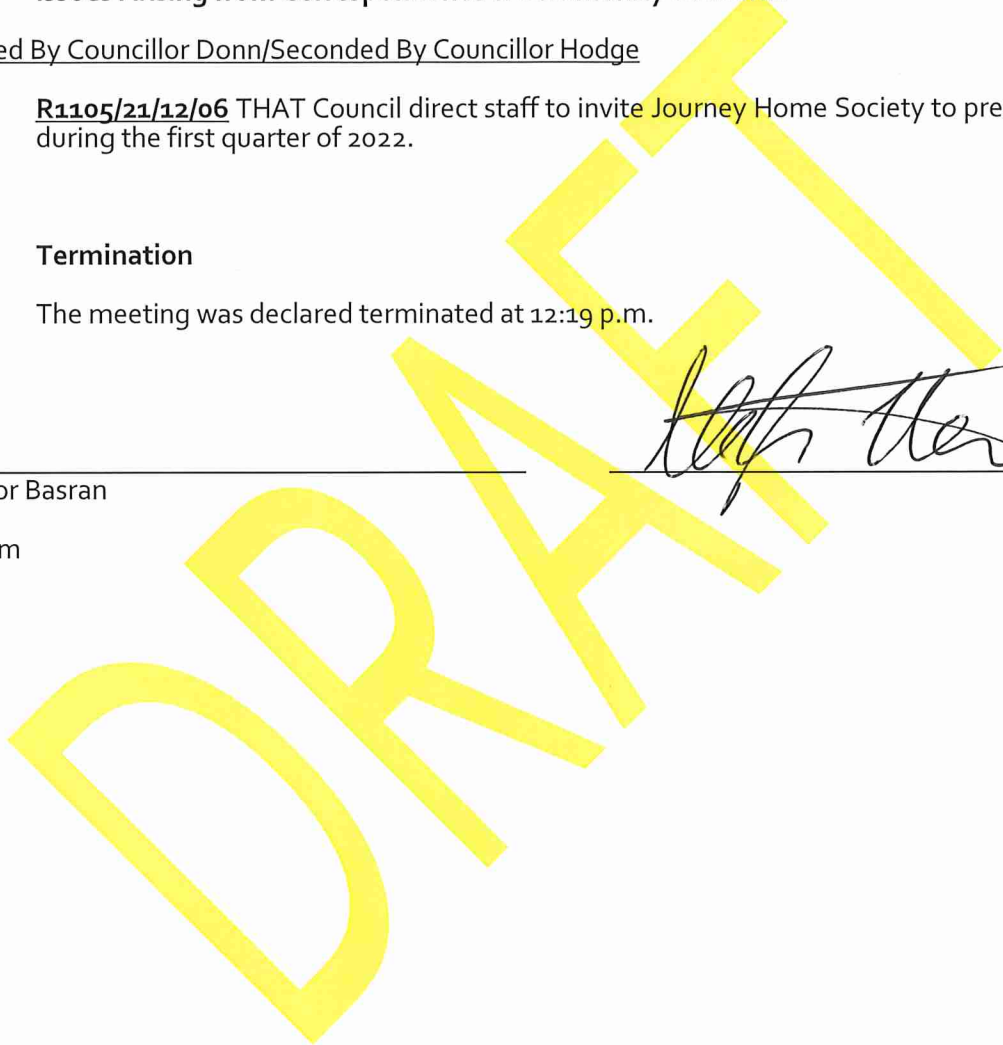 ed By Councillor Donn/Seconded By Councillor Hodge
R1105/21/12/06 THAT Council direct staff to invite Journey Home Society to pre
during the first quarter of 2022.
Termination
The meeting was declared terminated at 12:19 p.m.
or Basran
m
DRAFT